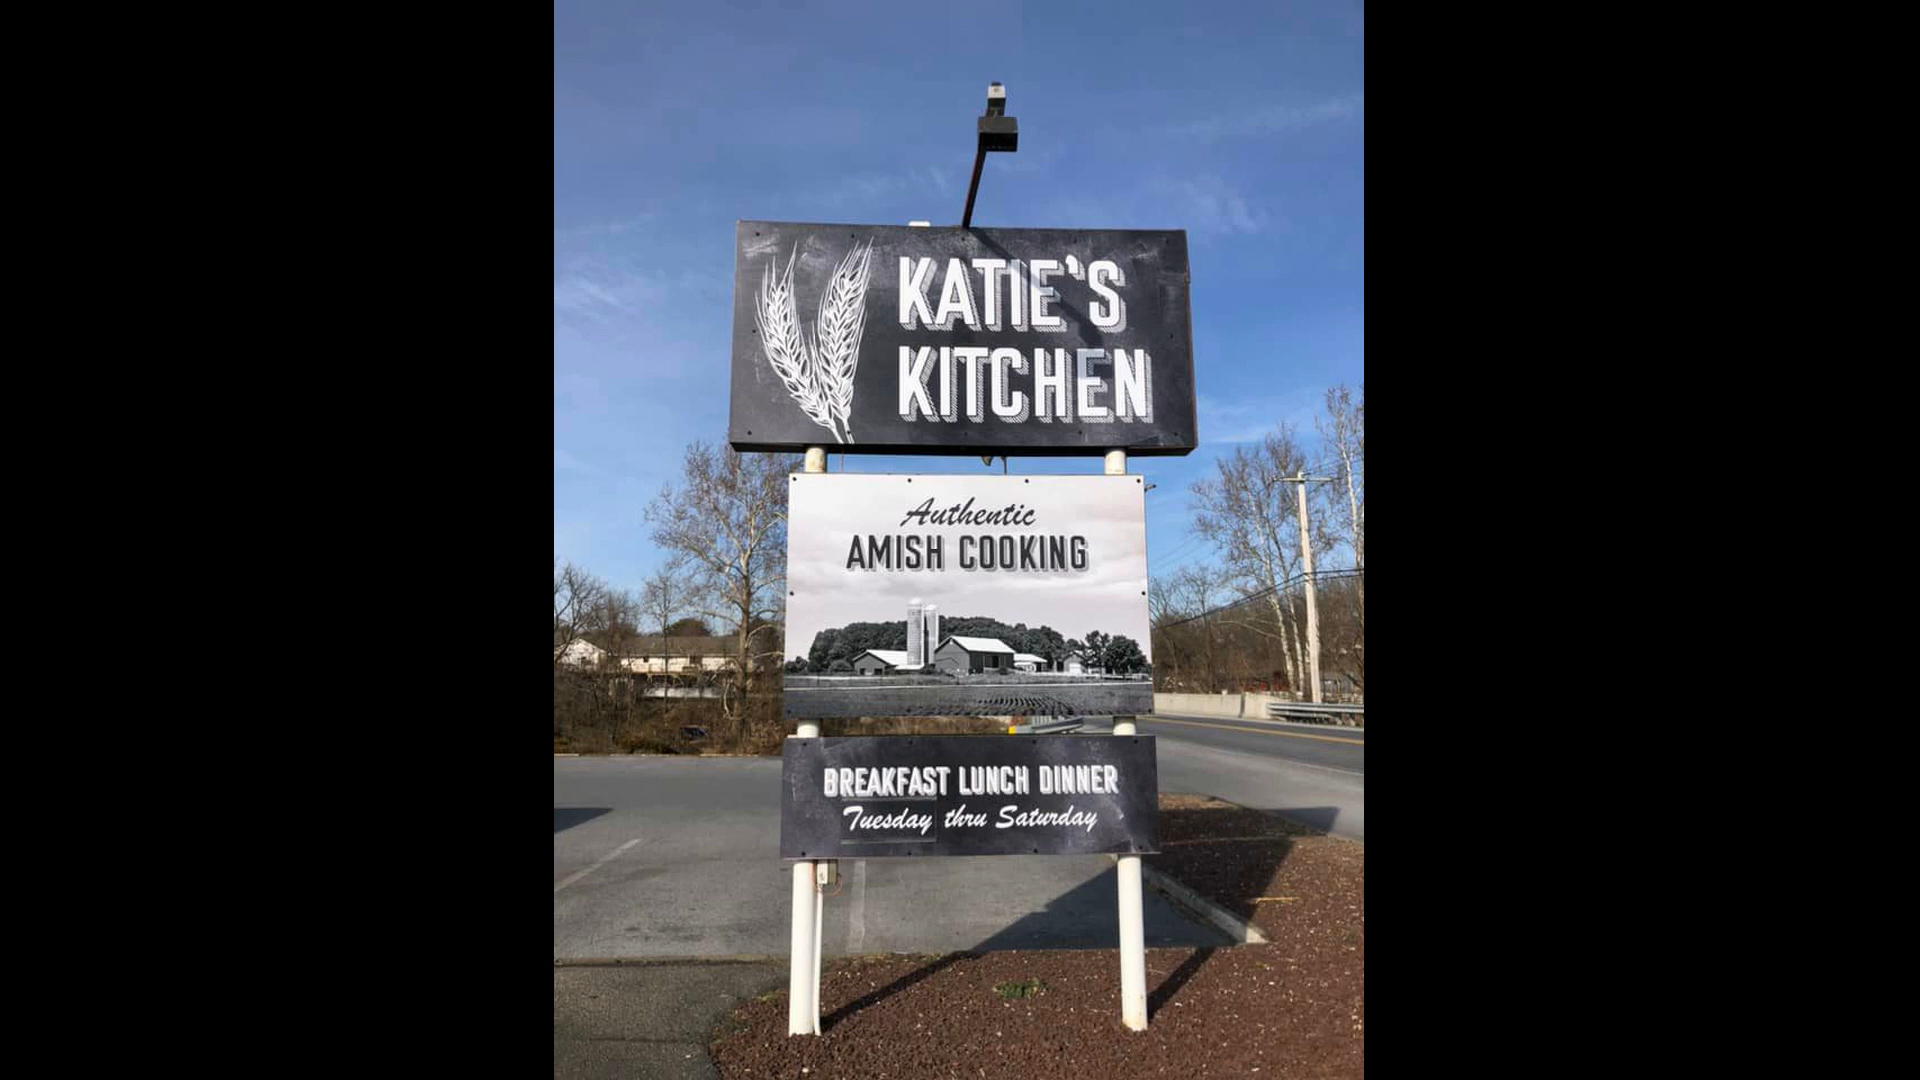 KATIE'S
KITCHEN
Authentic
AMISH COOKING
BREAKFAST LUNCH DINNER
Tuesday thru Saturday